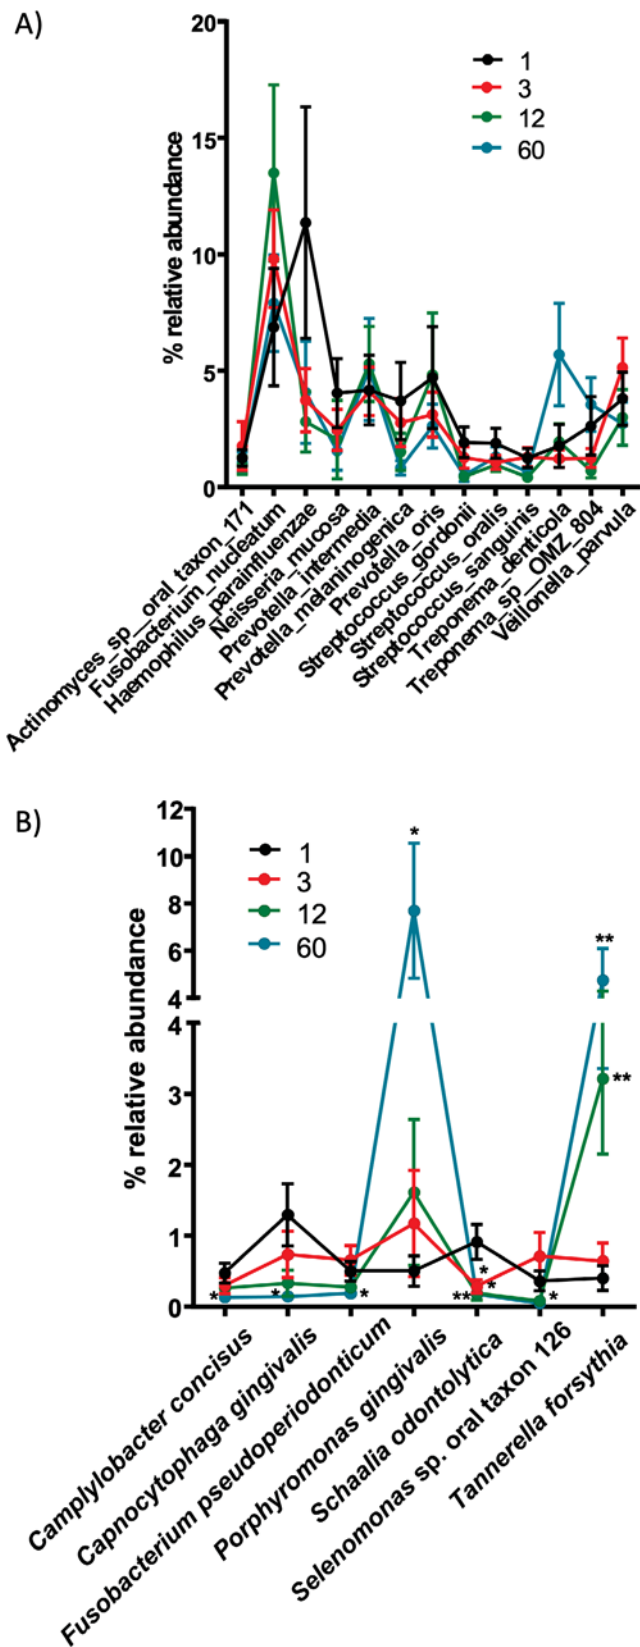 A)
% relative abundance
20
15
10
5
0
1
3
12
60
Actinomyces_sp__oral_taxon_171
Fusobacterium_nucleatum
Haemophilus_parainfluenzae
Neisseria_mucosa
Prevotella_intermedia
Prevotella_melaninogenica
Prevotella_oris
Streptococcus_gordonii
Streptococcus_oralis
Streptococcus_sanguinis
Treponema_denticola
Treponema_sp__OMZ_804
Veillonella_parvula
B)
% relative abundance
12
10
8
6
4
4
3
2
1
0
1
3
12
60
*
**
**
*
*
*
*
*
**
*
Camplylobacter concisus
Capnocytophaga gingivalis
Fusobacterium pseudoperiodonticum
Porphyromonas gingivalis
Schaalia odontolytica
Selenomonas sp. oral taxon 126
Tannerella forsythia